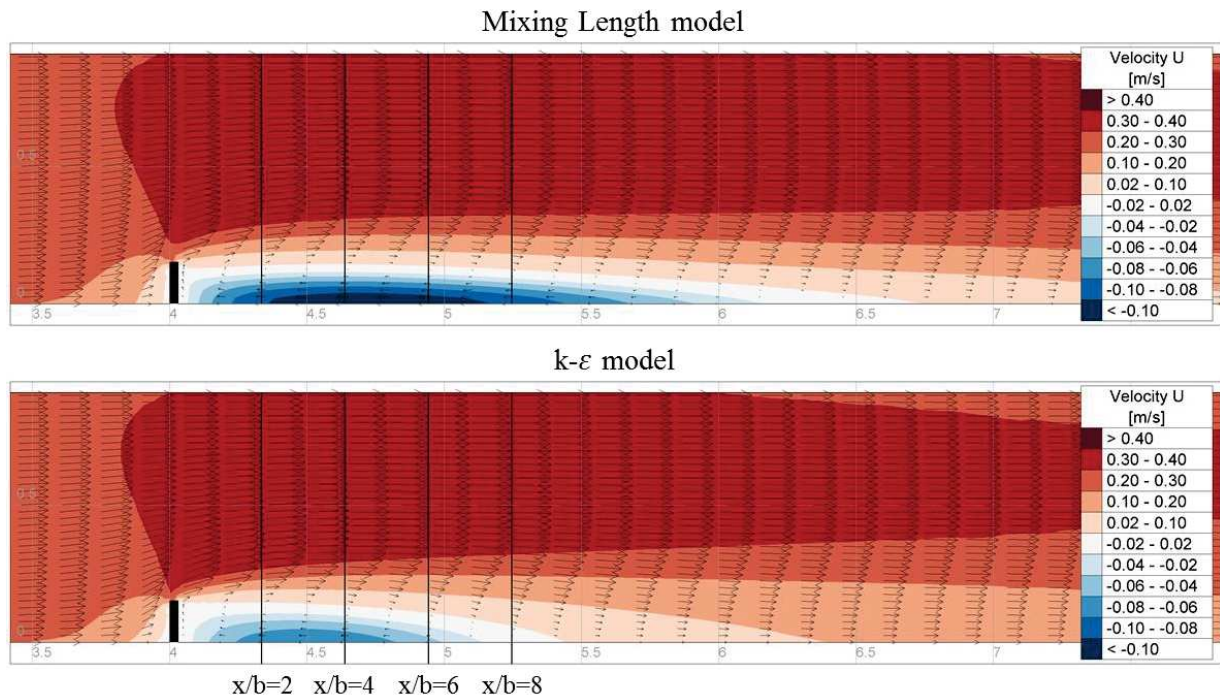 Mixing Length model
Velocity U
[m/s]
> 0.40
0.30 - 0.40
0.20 - 0.30
0.10 - 0.20
0.02 - 0.10
-0.02 - 0.02
-0.04 - -0.02
-0.06 - -0.04
-0.08 - -0.06
-0.10 - -0.08
< -0.10
0.5
0
3.5 4 4.5 5 5.5 6 6.5 7
k-ε model
Velocity U
[m/s]
> 0.40
0.30 - 0.40
0.20 - 0.30
0.10 - 0.20
0.02 - 0.10
-0.02 - 0.02
-0.04 - -0.02
-0.06 - -0.04
-0.08 - -0.06
-0.10 - -0.08
< -0.10
0.5
0
3.5 4 4.5 5 5.5 6 6.5 7
x/b=2 x/b=4 x/b=6 x/b=8